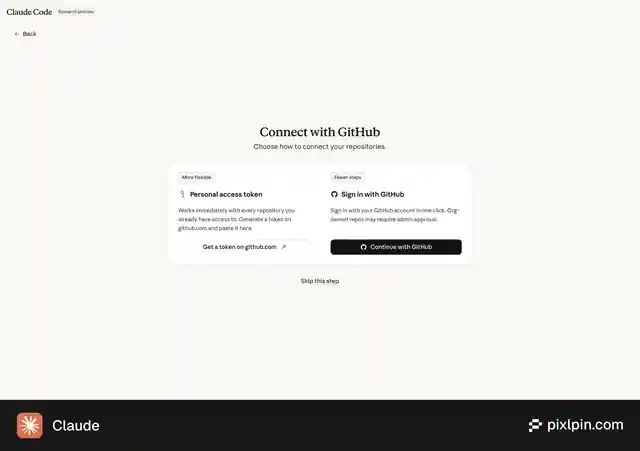 Claude Code Research preview
← Back
Connect with GitHub
Choose how to connect your repositories.
More flexible
Personal access token
Works immediately with every repository you
already have access to. Generate a token on
github.com and paste it here.
Get a token on github.com ↗
Fewer steps
Sign in with GitHub
Sign in with your GitHub account in one click. Org-
owned repos may require admin approval.
Continue with GitHub
Skip this step
Claude
pixlpin.com